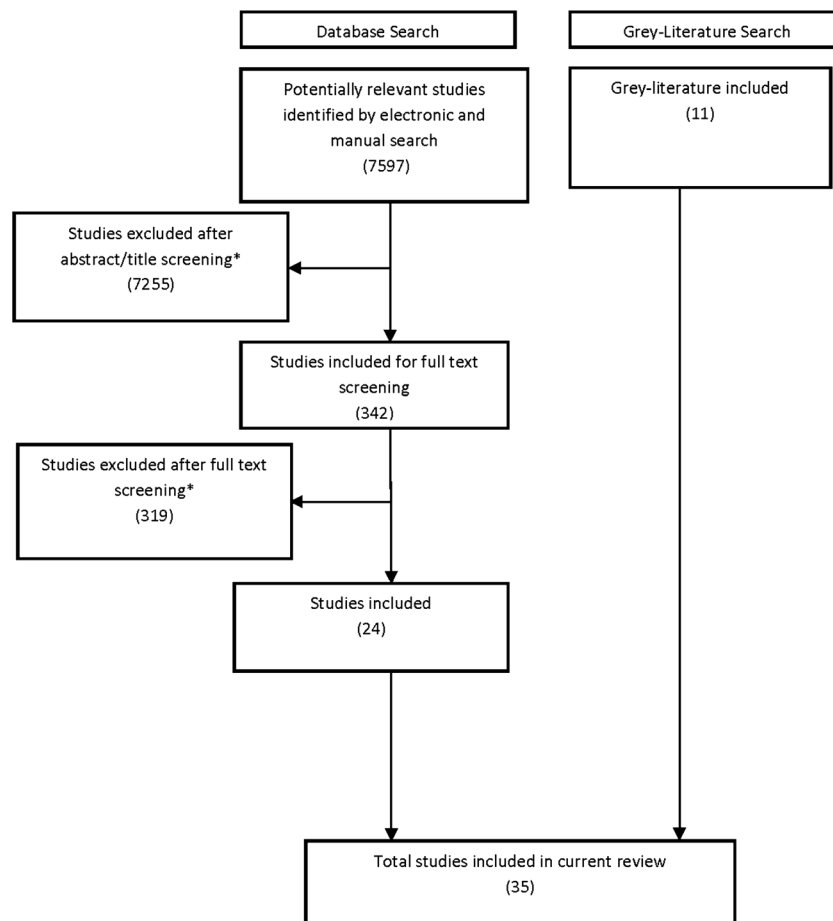 Database Search
Grey-Literature Search
Potentially relevant studies
identified by electronic and
manual search
(7597)
Grey-literature included
(11)
Studies excluded after
abstract/title screening*
(7255)
Studies included for full text
screening
(342)
Studies excluded after full text
screening*
(319)
Studies included
(24)
Total studies included in current review
(35)